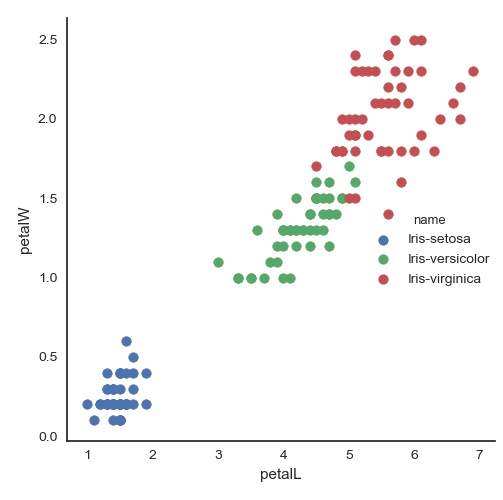 2.5
2.0
1.5
1.0
0.5
0.0
petalW
name
Iris-setosa
Iris-versicolor
Iris-virginica
1 2 3 4 5 6 7
petalL